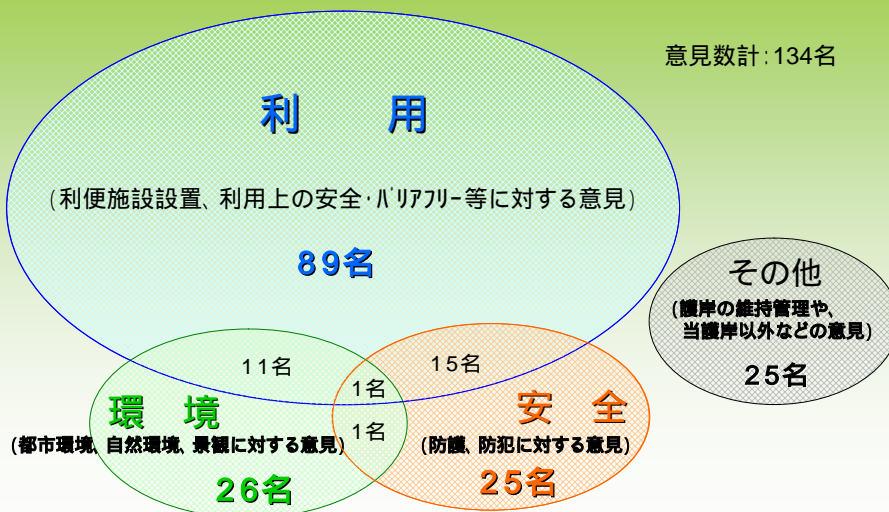 意見数計:134名
利 用
(利便施設設置、利用上の安全・バリアフリー等に対する意見)
89名
その他
(護岸の維持管理や、
当護岸以外などの意見)
25名
11名
15名
1名
環 境
安 全
1名
(都市環境、自然環境、景観に対する意見)
(防護、防犯に対する意見)
26名
25名